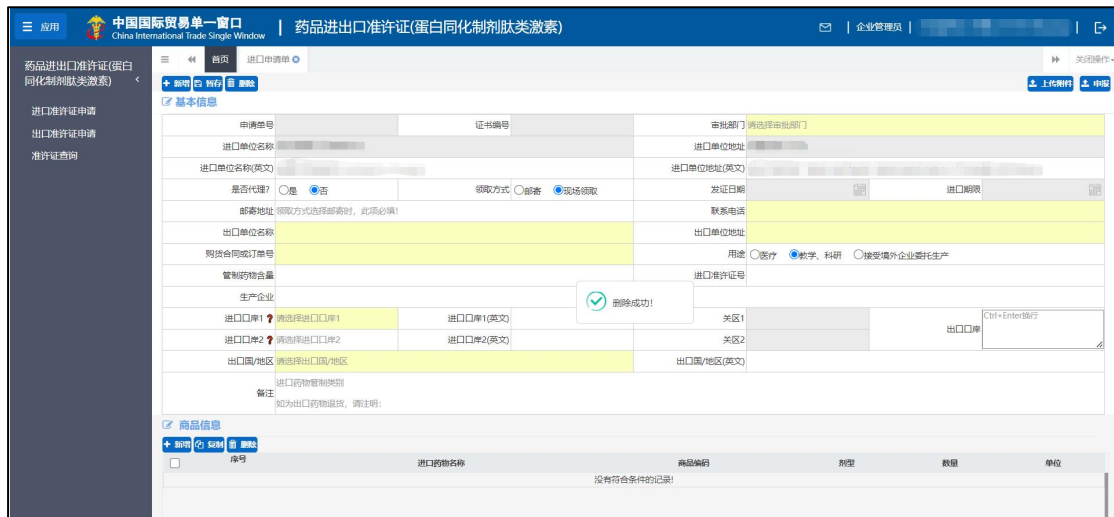 应用
中国国际贸易单一窗口
China International Trade Single Window
药品进出口准许证(蛋白同化制剂肽类激素)
企业管理员
药品进出口准许证(蛋白
同化制剂肽类激素)
进口准许证申请
出口准许证申请
准许证查询
首页 进口申请单 关闭操作
新增 暂存 删除 上传附件 申报
基本信息
申请单号 证书编号 审批部门 请选择审批部门
进口单位名称 进口单位地址
进口单位名称(英文) 进口单位地址(英文)
是否代理? 是 否 领取方式 邮寄 现场领取 发证日期 进口期限
邮寄地址 领取方式选择邮寄时，此项必填! 联系电话
出口单位名称 出口单位地址
购货合同或订单号 用途 医疗 教学、科研 接受境外企业委托生产
管制药物含量 进口准许证号
生产企业
删除成功!
进口口岸1 ? 请选择进口口岸1 进口口岸1(英文) 关区1 出口口岸 Ctrl+Enter换行
进口口岸2 ? 请选择进口口岸2 进口口岸2(英文) 关区2
出口国/地区 请选择出口国/地区 出口国/地区(英文)
备注 进口药物管制类别
如为出口药物退货，请注明:
商品信息
新增 复制 删除
序号 进口药物名称 商品编码 剂型 数量 单位
没有符合条件的记录!